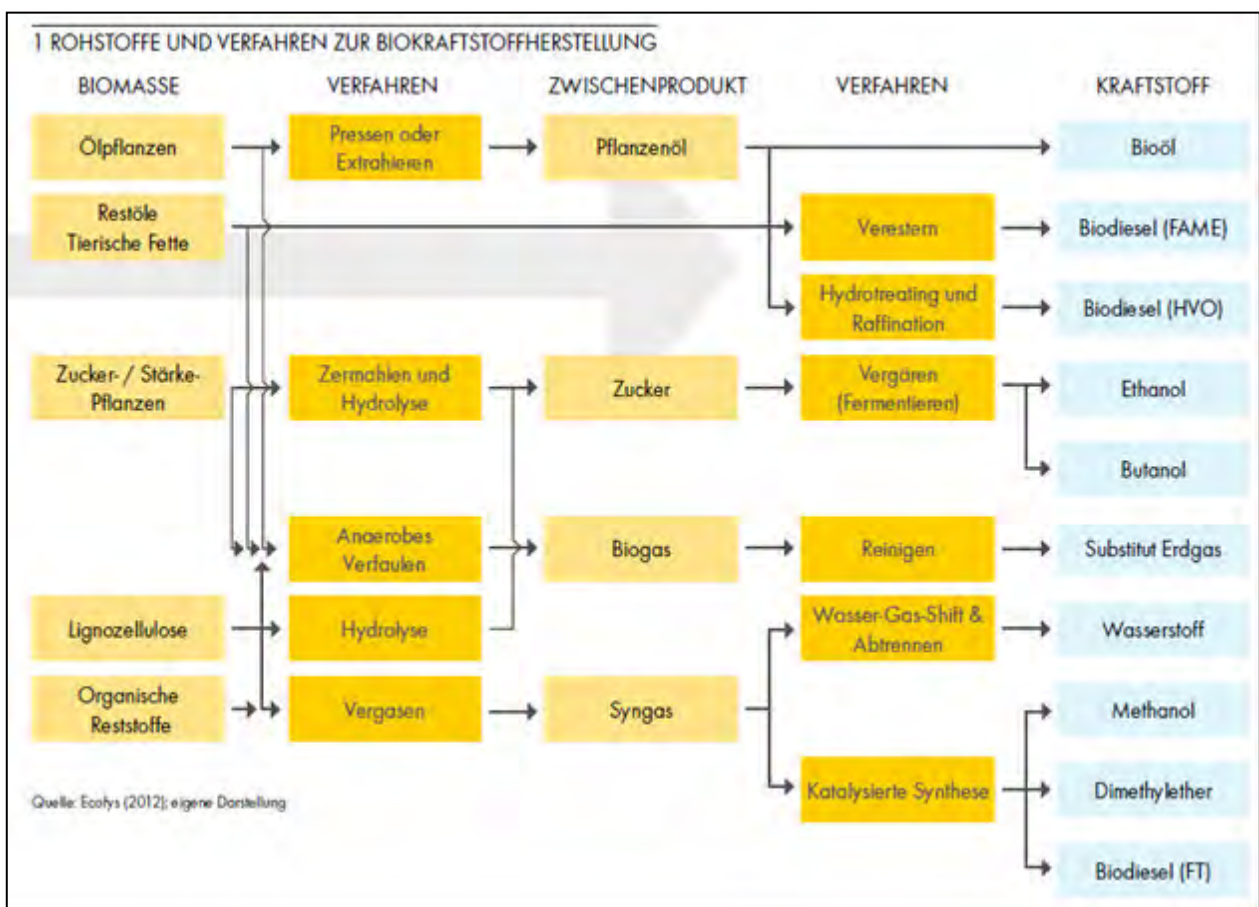 1 ROHSTOFFE UND VERFAHREN ZUR BIOKRAFTSTOFFHERSTELLUNG
BIOMASSE VERFAHREN ZWISCHENPRODUKT VERFAHREN KRAFTSTOFF
Ölpflanzen
Pressen oder
Extrahieren
Pflanzenöl
Bioöl
Restöle
Tierische Fette
Verestern
Biodiesel (FAME)
Hydrotreating und
Raffination
Biodiesel (HVO)
Zucker- / Stärke-
Pflanzen
Zermahlen und
Hydrolyse
Zucker
Vergären
(Fermentieren)
Ethanol
Butanol
Anaerobes
Verfaulen
Biogas
Reinigen
Substitut Erdgas
Lignozellulose
Hydrolyse
Wasser-Gas-Shift &
Abtrennen
Wasserstoff
Organische
Reststoffe
Vergasen
Syngas
Methanol
Katalysierte Synthese
Dimethylether
Biodiesel (FT)
Quelle: Ecofys (2012); eigene Darstellung